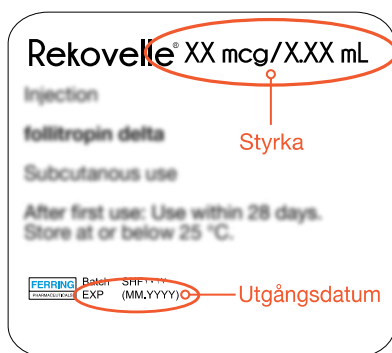 Rekovelle® XX mcg/X.XX mL
Injection
Styrka
follitropin delta
Subcutanous use
After first use: Use within 28 days.
Store at or below 25 °C.
FERRING
PHARMACEUTICALS
Batch
EXP (MM.YYYY)
Utgångsdatum